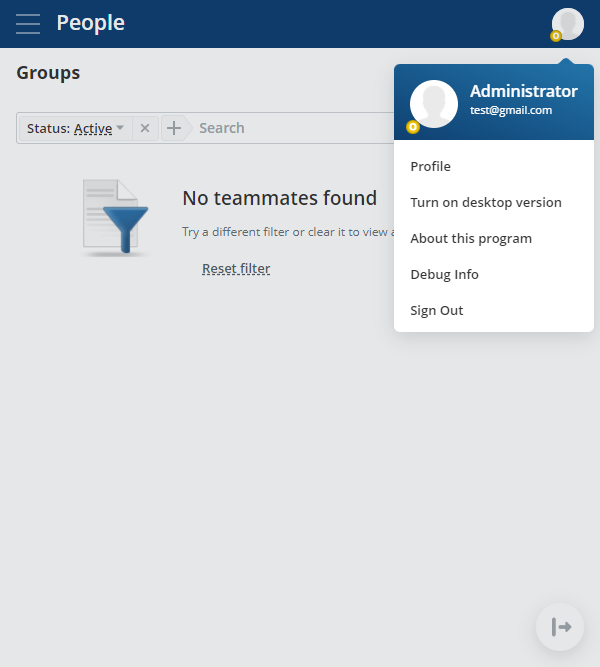 People
Groups
Status: Active
Search
No teammates found
Try a different filter or clear it to view
Reset filter
Administrator
test@gmail.com
Profile
Turn on desktop version
About this program
Debug Info
Sign Out